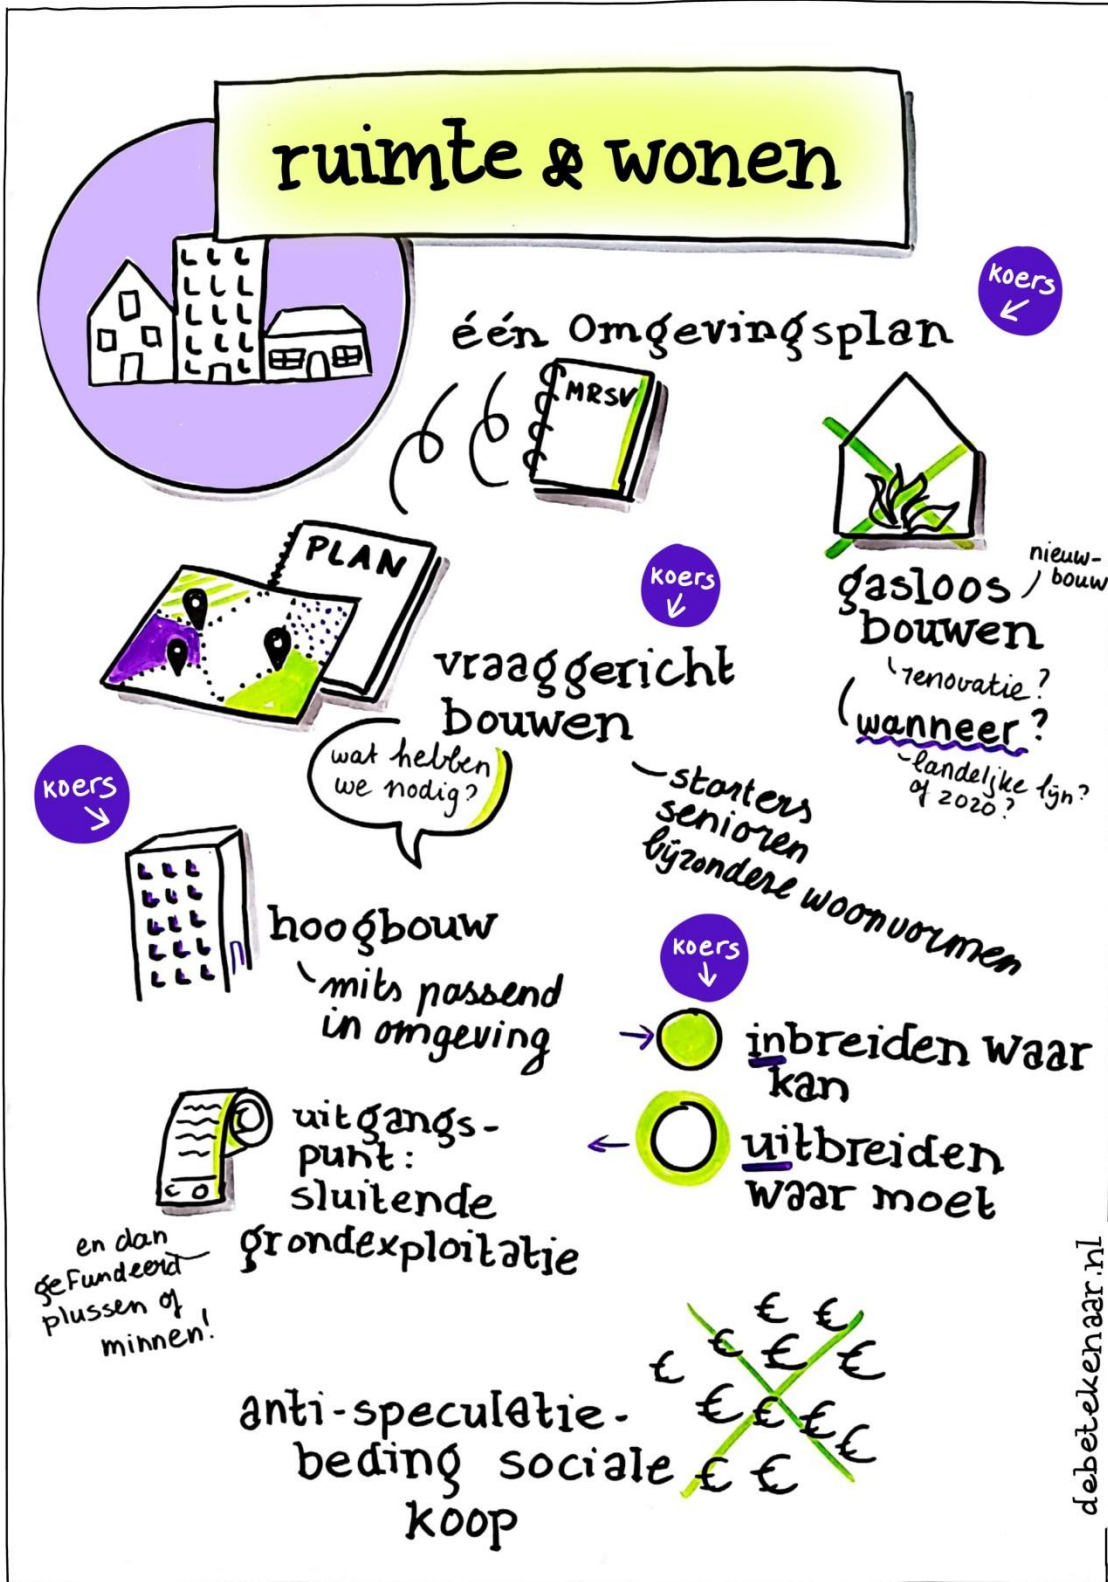 ruimte & wonen
koers
één omgevingsplan
MRSV
PLAN
gasloos
bouwen
nieuw-
bouw
renovatie?
wanneer?
landelijke lijn?
of 2020?
koers
vraaggericht
bouwen
wat hebben
we nodig?
starters
senioren
bijzondere woonvormen
koers
hoogbouw
mits passend
in omgeving
koers
inbreiden waar
kan
uitbreiden
waar moet
uitgangs-
punt:
sluitende
grondexploitatie
en dan
gefundeerd
plussen of
minnen!
€ €
€ € €
€
€ € € €
€ €
anti-speculatie-
beding sociale
koop
debetekenaar.nl